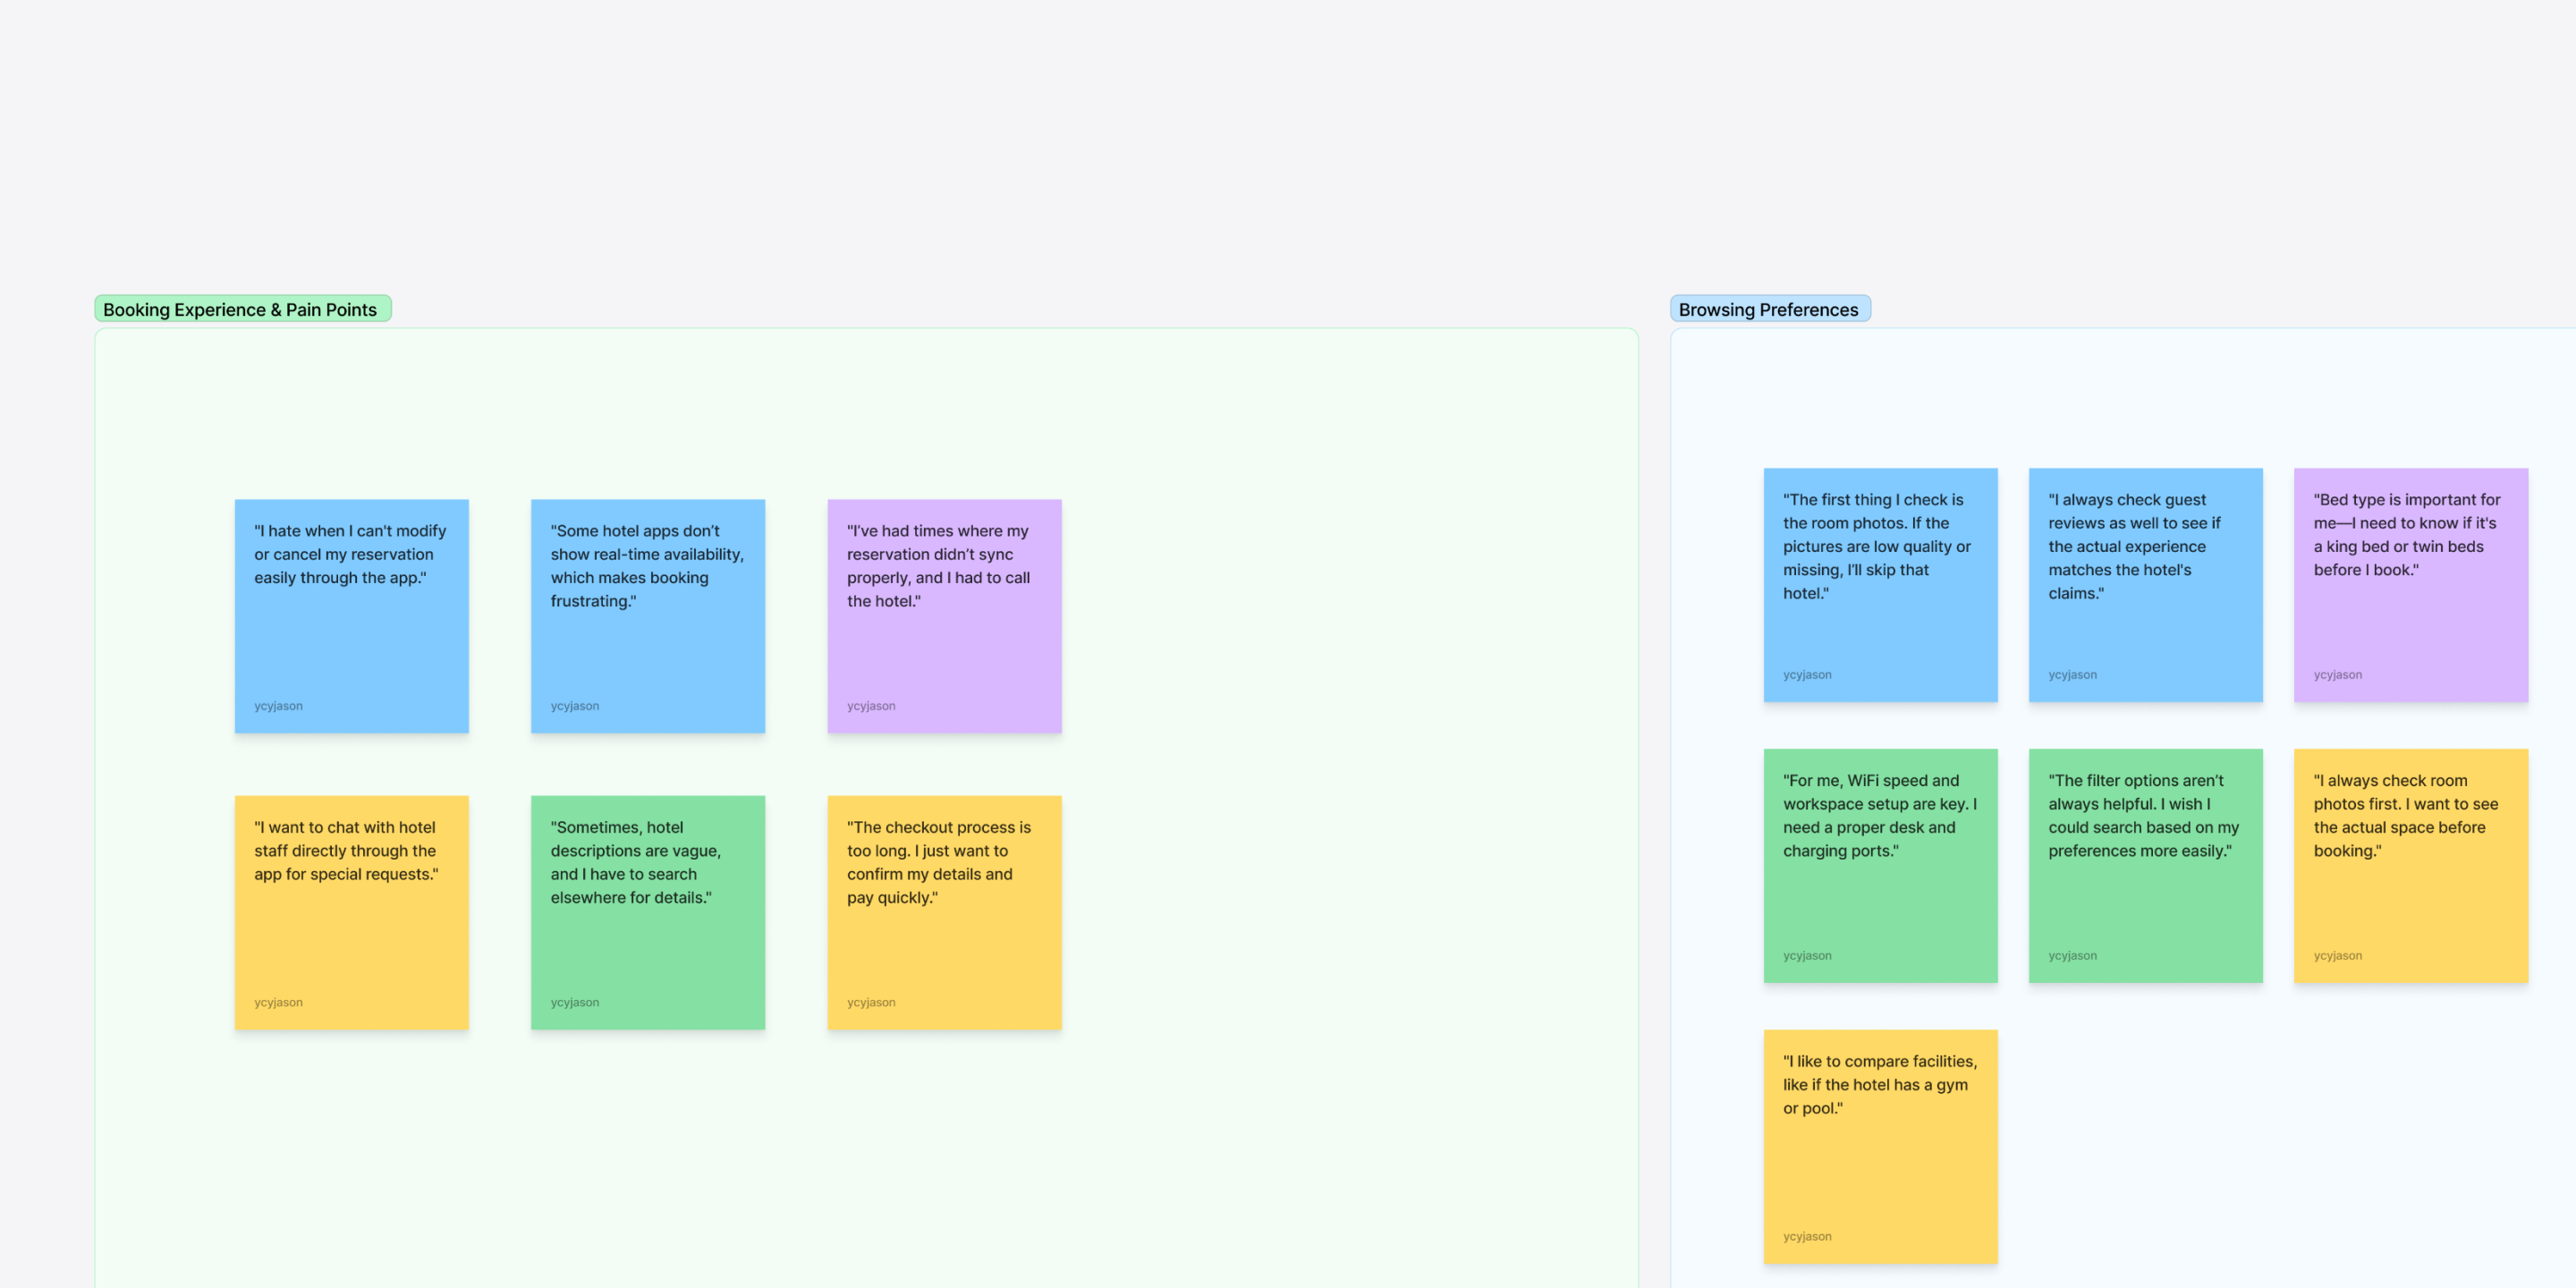 Booking Experience & Pain Points
"I hate when I can't modify
or cancel my reservation
easily through the app."
ycyjason
"Some hotel apps don’t
show real-time availability,
which makes booking
frustrating."
ycyjason
"I’ve had times where my
reservation didn’t sync
properly, and I had to call
the hotel."
ycyjason
"I want to chat with hotel
staff directly through the
app for special requests."
ycyjason
"Sometimes, hotel
descriptions are vague,
and I have to search
elsewhere for details."
ycyjason
"The checkout process is
too long. I just want to
confirm my details and
pay quickly."
ycyjason
Browsing Preferences
"The first thing I check is
the room photos. If the
pictures are low quality or
missing, I’ll skip that
hotel."
ycyjason
"I always check guest
reviews as well to see if
the actual experience
matches the hotel's
claims."
ycyjason
"Bed type is important for
me—I need to know if it's
a king bed or twin beds
before I book."
ycyjason
"For me, WiFi speed and
workspace setup are key. I
need a proper desk and
charging ports."
ycyjason
"The filter options aren’t
always helpful. I wish I
could search based on my
preferences more easily."
ycyjason
"I always check room
photos first. I want to see
the actual space before
booking."
ycyjason
"I like to compare facilities,
like if the hotel has a gym
or pool."
ycyjason